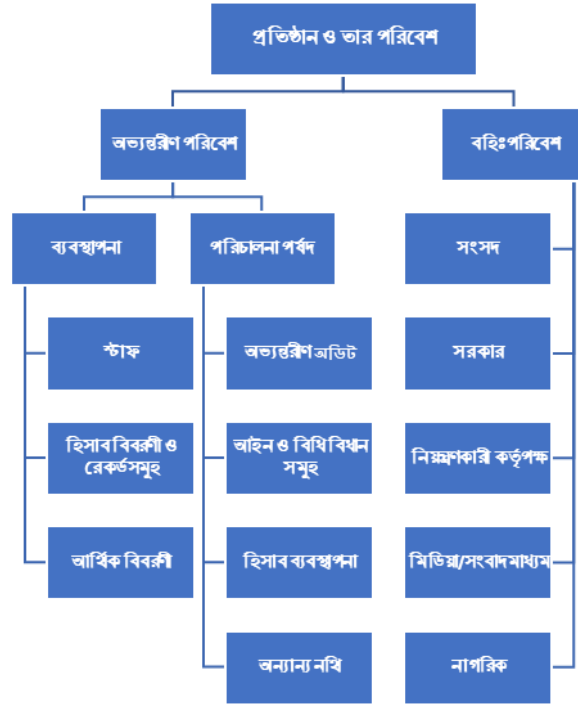 প্রতিষ্ঠান ও তার পরিবেশ
অভ্যন্তরীণ পরিবেশ
বহিঃপরিবেশ
ব্যবস্থাপনা
পরিচালনা পর্ষদ
সংসদ
স্টাফ
অভ্যন্তরীণ অডিট
সরকার
হিসাব বিবরণী ও
রেকর্ডসমূহ
আইন ও বিধি বিধান
সমূহ
নিয়ন্ত্রণকারী কর্তৃপক্ষ
আর্থিক বিবরণী
হিসাব ব্যবস্থাপনা
মিডিয়া/সংবাদমাধ্যম
অন্যান্য নথি
নাগরিক